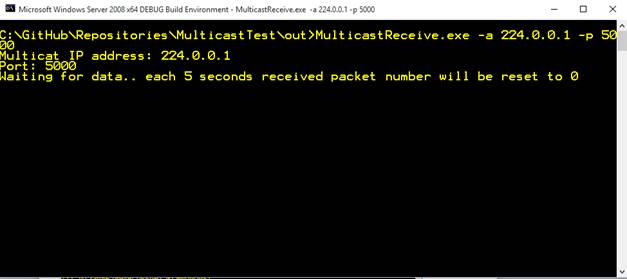 Microsoft Windows Server 2008 x64 DEBUG Build Environment - MulticastReceive.exe -a 224.0.0.1 -p 5000
C:\GitHub\Repositories\MulticastTest\out>MulticastReceive.exe -a 224.0.0.1 -p 50
00
Multicat IP address: 224.0.0.1
Port: 5000
Waiting for data.. each 5 seconds received packet number will be reset to 0